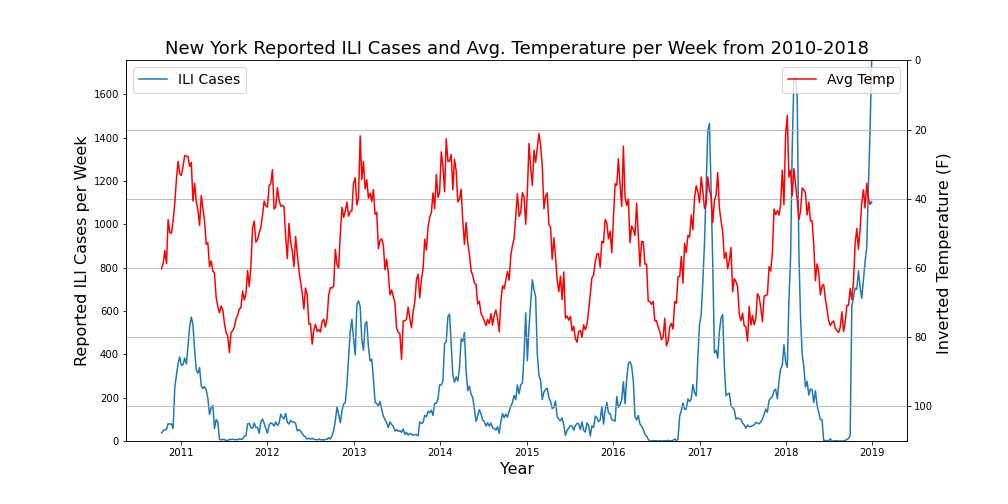 New York Reported ILI Cases and Avg. Temperature per Week from 2010-2018
ILI Cases
Avg Temp
Reported ILI Cases per Week
1600
1400
1200
1000
800
600
400
200
0
0
20
40
60
80
100
Inverted Temperature (F)
2011 2012 2013 2014 2015 2016 2017 2018 2019
Year